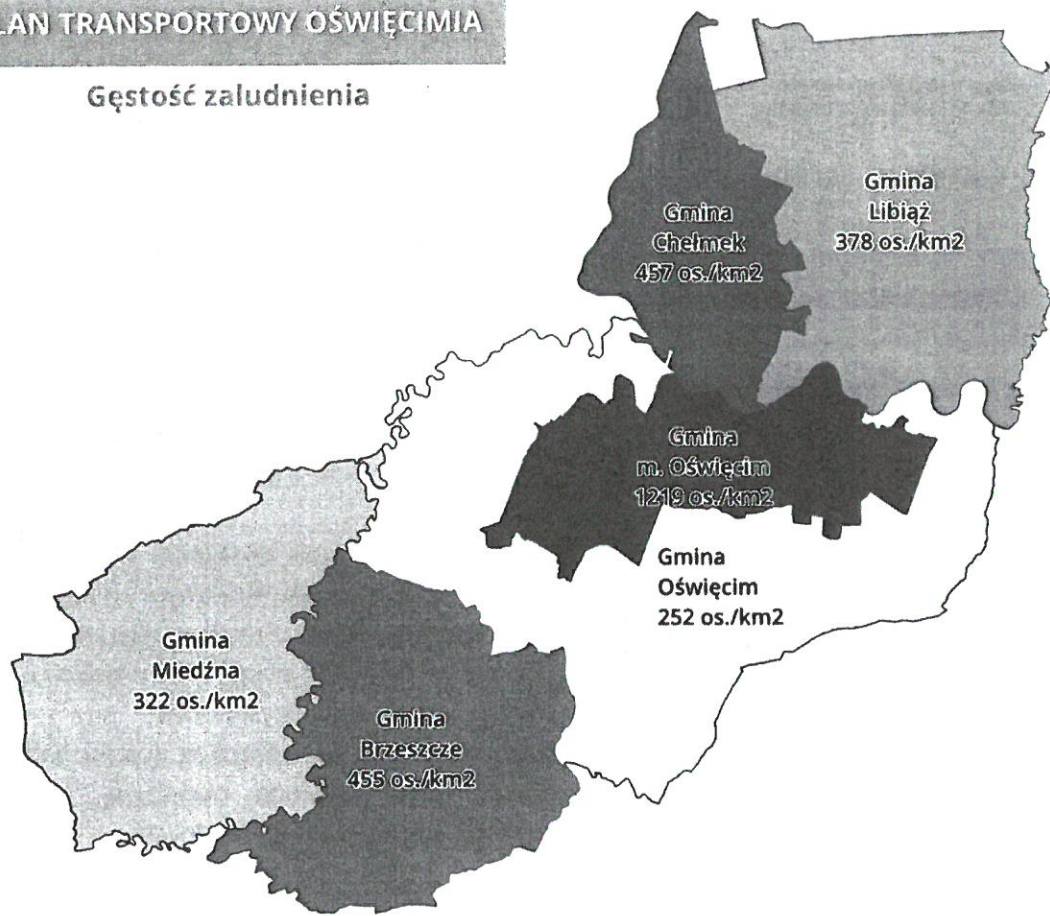 LAN TRANSPORTOWY OŚWIĘCIMIA
Gęstość zaludnienia
Gmina
Libiąż
378 os./km2
Gmina
Chełmek
457 os./km2
Gmina
m. Oświęcim
1219 os./km2
Gmina
Oświęcim
252 os./km2
Gmina
Miedźna
322 os./km2
Gmina
Brzeszcze
455 os./km2